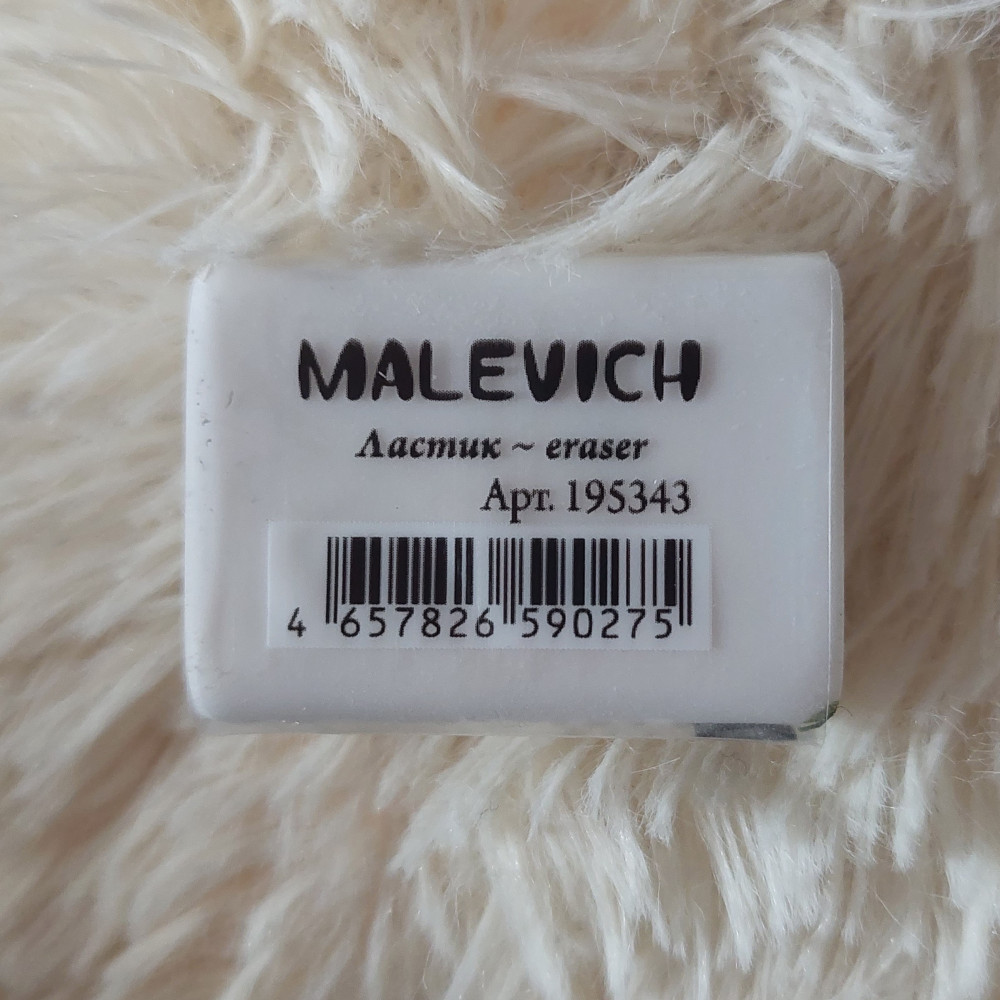 MALEVICH
Ластик ~ eraser
Арт. 195343
4 657826 590275